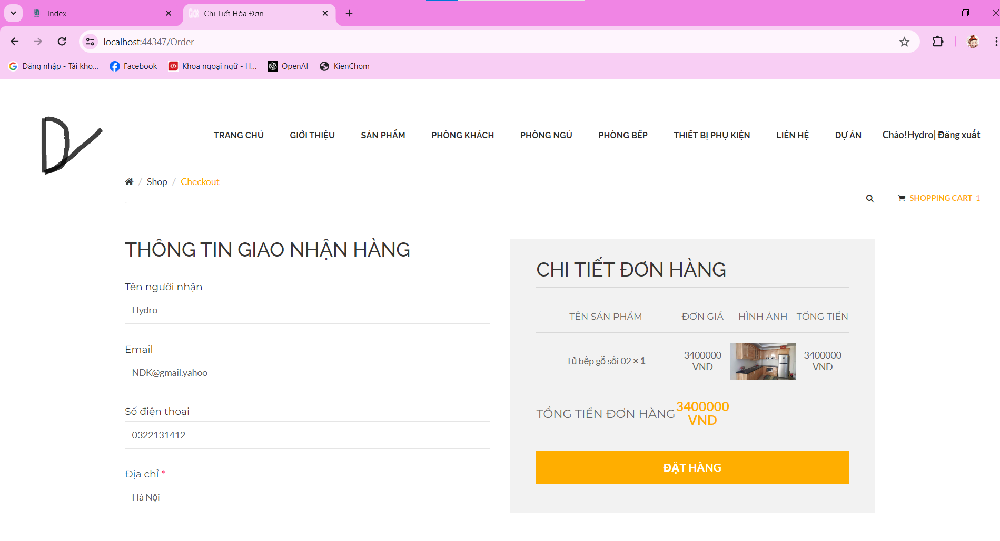 Index
Chi Tiết Hóa Đơn
localhost:44347/Order
Đăng nhập - Tài kho...
Facebook
Khoa ngoại ngữ - H...
OpenAI
KienChom
TRANG CHỦ
GIỚI THIỆU
SẢN PHẨM
PHÒNG KHÁCH
PHÒNG NGỦ
PHÒNG BẾP
THIẾT BỊ PHỤ KIỆN
LIÊN HỆ
DỰ ÁN
Chào!Hydro| Đăng xuất
/ Shop / Checkout
SHOPPING CART 1
THÔNG TIN GIAO NHẬN HÀNG
Tên người nhận
Hydro
Email
NDK@gmail.yahoo
Số điện thoại
0322131412
Địa chỉ *
Hà Nội
CHI TIẾT ĐƠN HÀNG
TÊN SẢN PHẨM ĐƠN GIÁ HÌNH ẢNH TỔNG TIỀN
Tủ bếp gỗ sồi 02 × 1
3400000
VND
3400000
VND
TỔNG TIỀN ĐƠN HÀNG
3400000
VND
ĐẶT HÀNG